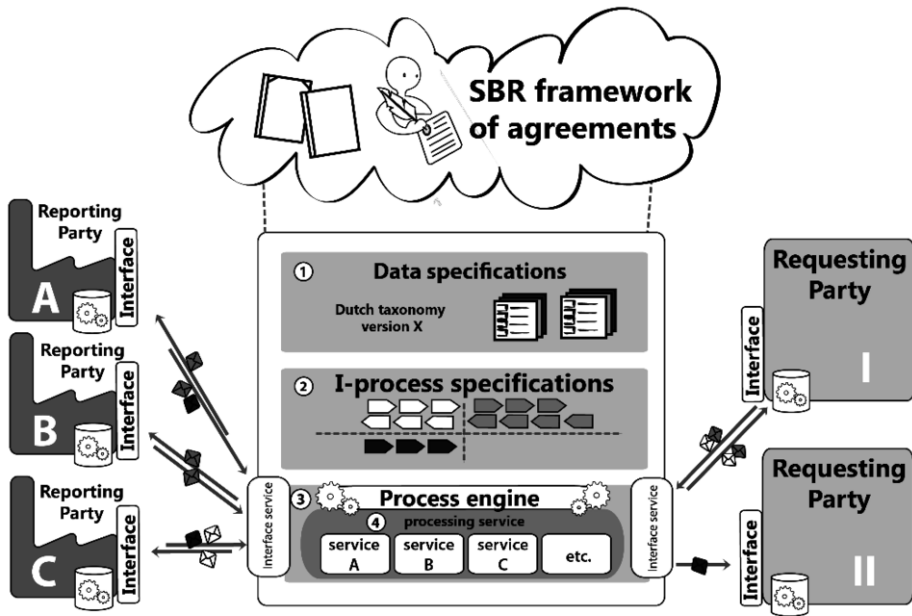 SBR framework
of agreements
Reporting
Party
A
Interface
Reporting
Party
B
Interface
Reporting
Party
C
Interface
1
Data specifications
Dutch taxonomy
version X
2
I-process specifications
3
Process engine
4
processing service
service
A
service
B
service
C
etc.
Interface service
Interface service
Requesting
Party
I
Interface
Requesting
Party
II
Interface